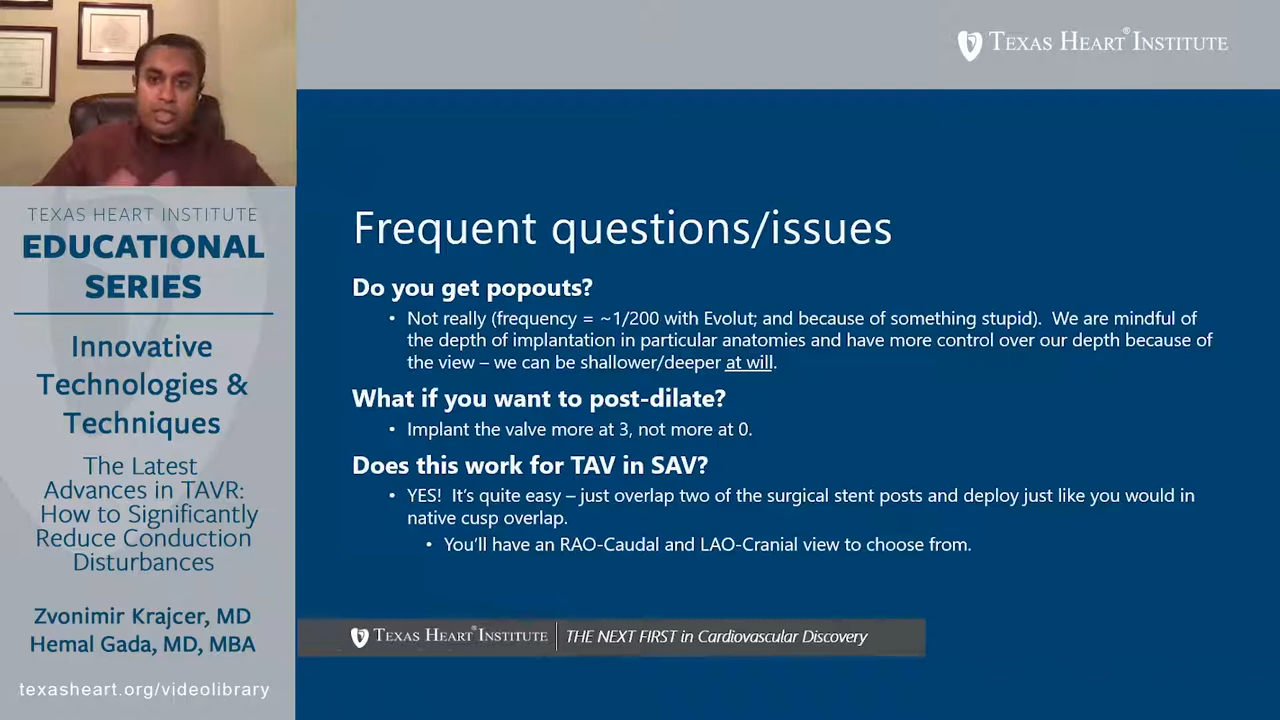 TEXAS HEART® INSTITUTE
TEXAS HEART INSTITUTE
EDUCATIONAL
SERIES
Innovative
Technologies &
Techniques
The Latest
Advances in TAVR:
How to Significantly
Reduce Conduction
Disturbances
Zvonimir Krajcer, MD
Hemal Gada, MD, MBA
texasheart.org/videolibrary
Frequent questions/issues
Do you get popouts?
• Not really (frequency = ~1/200 with Evolut; and because of something stupid). We are mindful of
the depth of implantation in particular anatomies and have more control over our depth because of
the view – we can be shallower/deeper at will.
What if you want to post-dilate?
• Implant the valve more at 3, not more at 0.
Does this work for TAV in SAV?
• YES! It's quite easy – just overlap two of the surgical stent posts and deploy just like you would in
native cusp overlap.
• You'll have an RAO-Caudal and LAO-Cranial view to choose from.
TEXAS HEART® INSTITUTE | THE NEXT FIRST in Cardiovascular Discovery